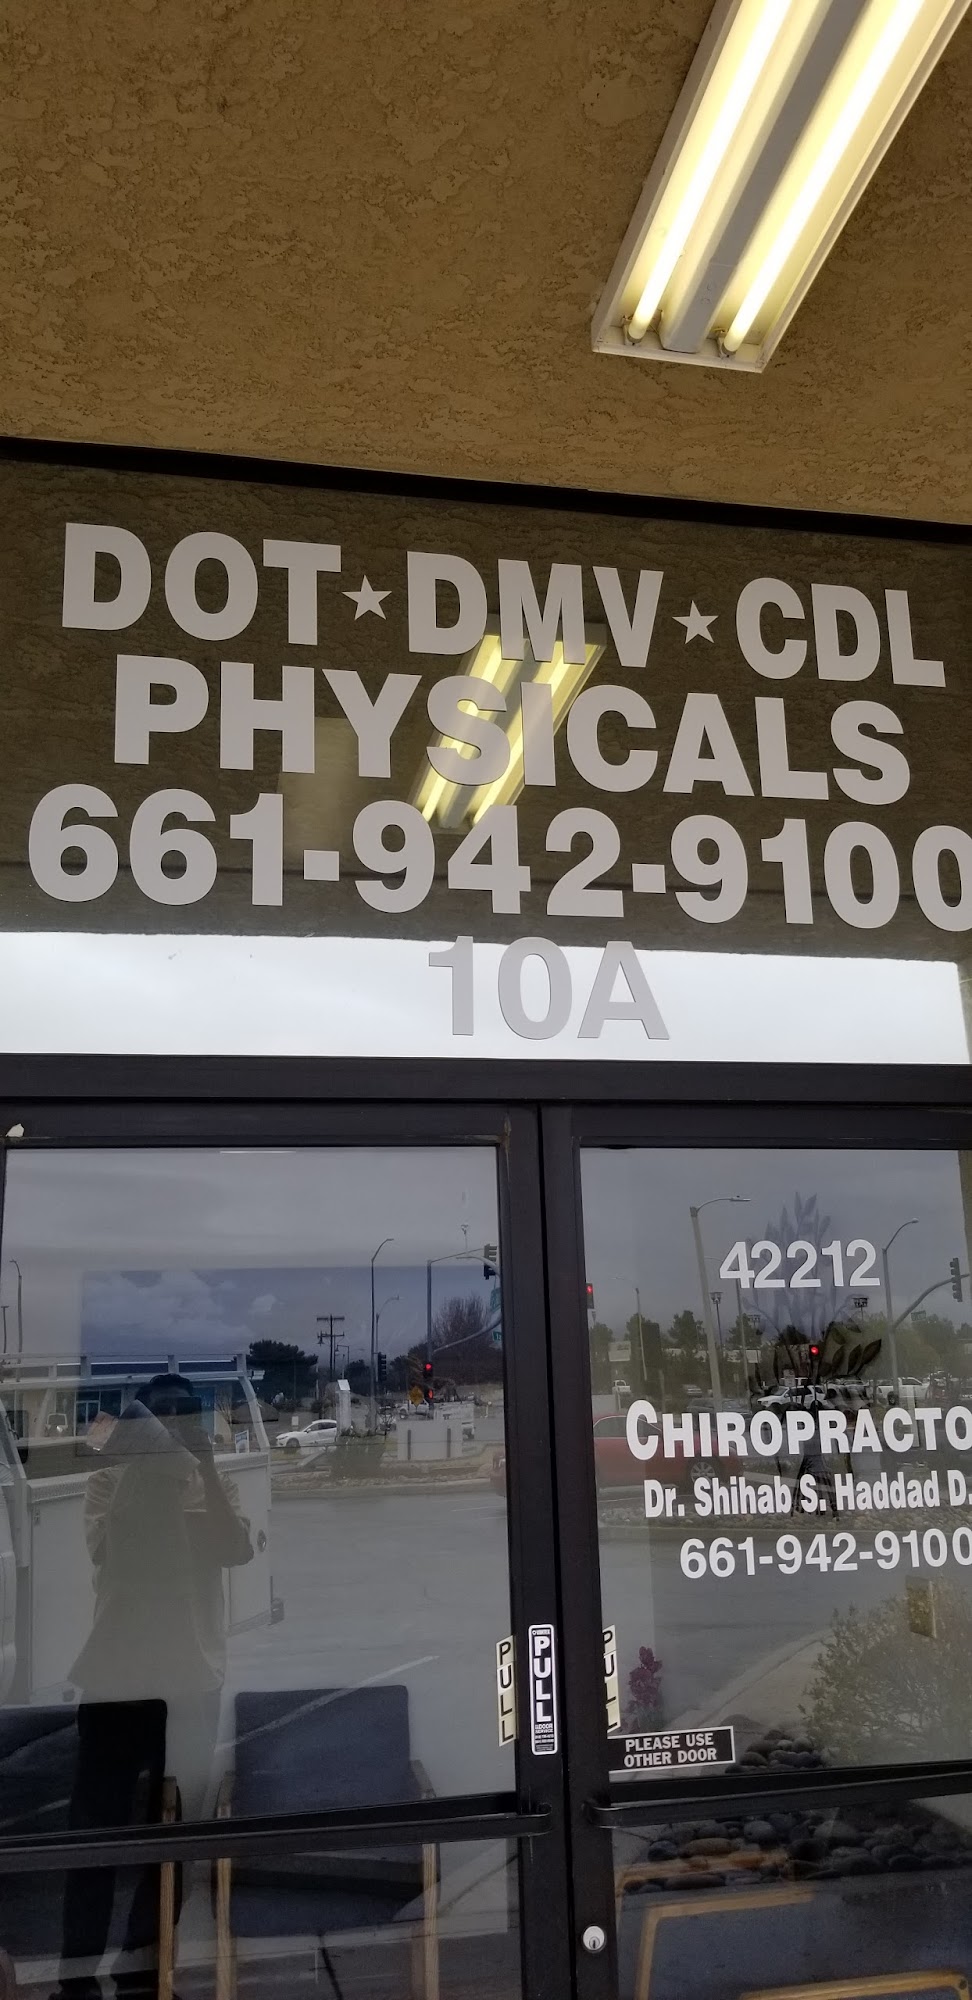 DOT★DMV★CDL
PHYSICALS
661-942-9100
10A
42212
CHIROPRACTO
Dr. Shihab S. Haddad D.
661-942-9100
PULL
PULL
PULL
PLEASE USE
OTHER DOOR